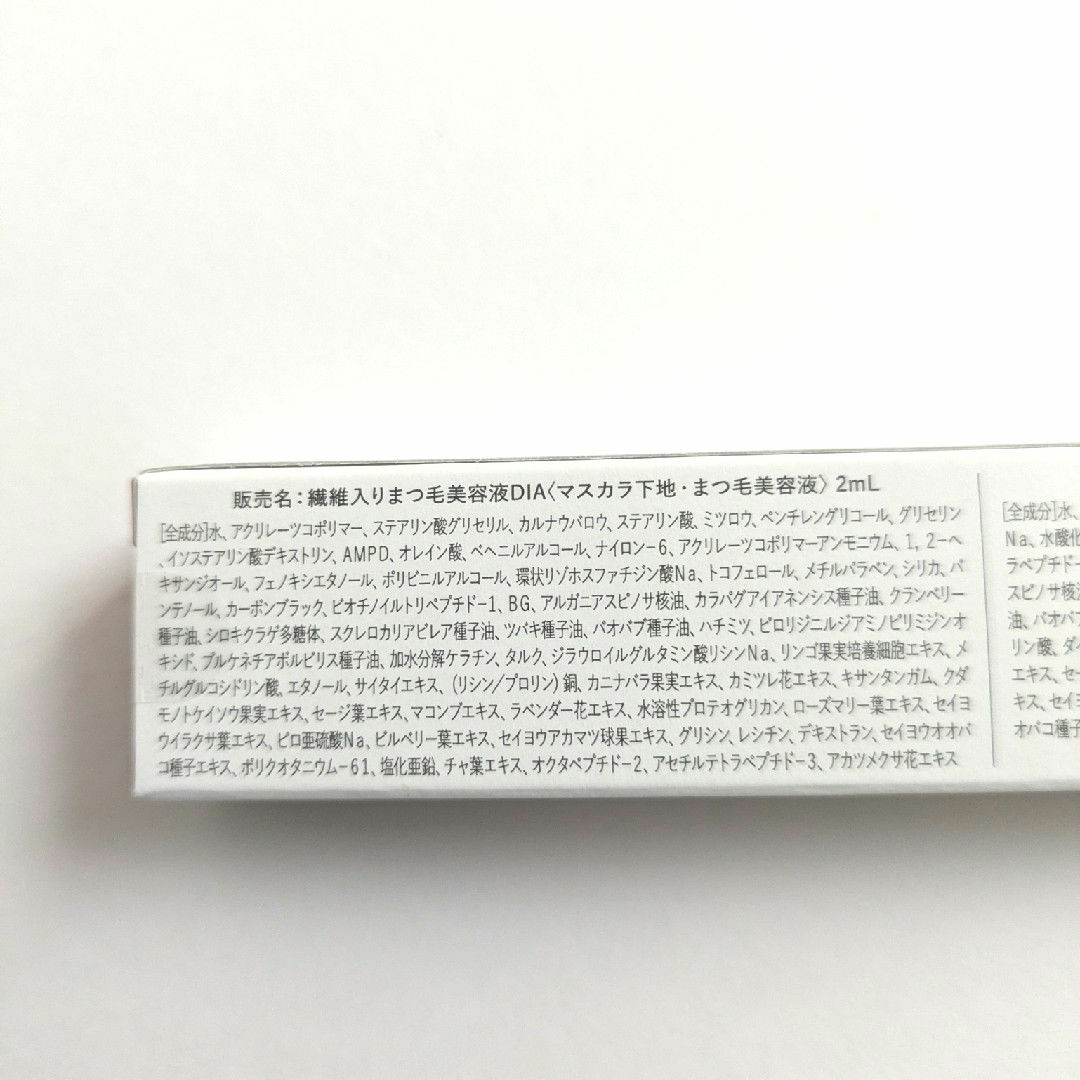 販売名：繊維入りまつ毛美容液DIA〈マスカラ下地・まつ毛美容液〉 2mL
[全成分]水、アクリレーツコポリマー、ステアリン酸グリセリル、カルナウバロウ、ステアリン酸、ミツロウ、ペンチレングリコール、グリセリン
、イソステアリン酸デキストリン、AMPD、オレイン酸、ベヘニルアルコール、ナイロン-6、アクリレーツコポリマーアンモニウム、1, 2-ヘ
キサンジオール、フェノキシエタノール、ポリビニルアルコール、環状リゾホスファチジン酸Na、トコフェロール、メチルパラベン、シリカ、パ
ンテノール、カーボンブラック、ビオチノイルトリペプチド-1、BG、アルガニアスピノサ核油、カラパグアイアネンシス種子油、クランベリー
種子油、シロキクラゲ多糖体、スクレロカリアビレア種子油、ツバキ種子油、バオバブ種子油、ハチミツ、ピロリジニルジアミノピリミジンオ
キシド、プルケネチアボルビリス種子油、加水分解ケラチン、タルク、ジラウロイルグルタミン酸リシンNa、リンゴ果実培養細胞エキス、メ
チルグルコシドリン酸、エタノール、サイタイエキス、(リシン/プロリン)銅、カニナバラ果実エキス、カミツレ花エキス、キサンタンガム、クダ
モノトケイソウ果実エキス、セージ葉エキス、マコンブエキス、ラベンダー花エキス、水溶性プロテオグリカン、ローズマリー葉エキス、セイヨ
ウイラクサ葉エキス、ピロ亜硫酸Na、ビルベリー葉エキス、セイヨウアカマツ球果エキス、グリシン、レシチン、デキストラン、セイヨウオオバ
コ種子エキス、ポリクオタニウム-61、塩化亜鉛、チャ葉エキス、オクタペプチド-2、アセチルテトラペプチド-3、アカツメクサ花エキス
[全成分]水、
Na、水酸化
ラペプチド-
スピノサ核油
油、バオバブ
リン酸、ダイ
エキス、セー
キス、セイヨ
オバコ種子